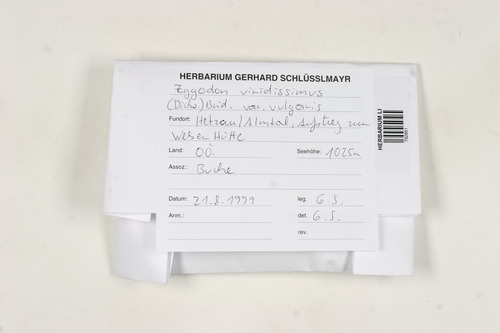 HERBARIUM GERHARD SCHLÜSSLMAYR
Zygodon viridissimus
(Dicks.) Brid. var. vulgaris
Fundort: Hetzau/Almtal, Aufstieg zur
Welser Hütte
Land: OÖ. Seehöhe: 1025m
Assoz.: Buche
Datum: 21.8.1999 leg. G.S.
Anm.: det. G.S.
rev.
HERBARIUM LI